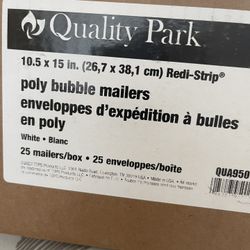 Quality Park
10.5 x 15 in. (26,7 x 38,1 cm) Redi-Strip®
poly bubble mailers
enveloppes d'expédition à bulles
en poly
White • Blanc
25 mailers/box • 25 enveloppes/boîte
QUA950